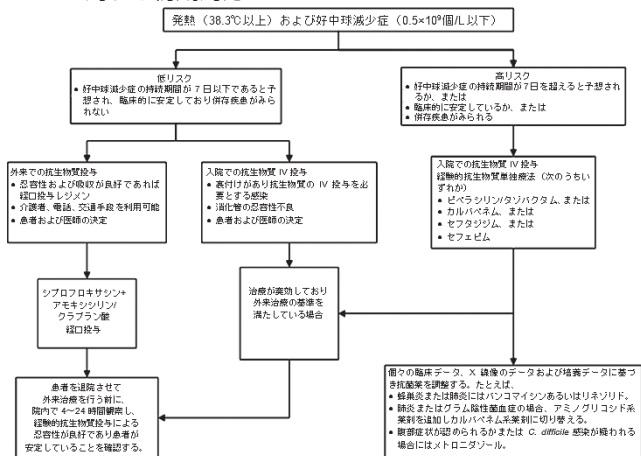 発熱（38.3℃以上）および好中球減少症（0.5×10⁹個/L 以下）
低リスク
• 好中球減少症の持続期間が 7 日以下であると予
想され、臨床的に安定しており併存疾患がみら
れない
高リスク
• 好中球減少症の持続期間が 7日を超えると予想され
るか、または
• 臨床的に安定しているか、または
• 併存疾患がみられる
外来での抗生物質投与
• 忍容性および吸収が良好であれば
経口投与レジメン
• 介護者、電話、交通手段を利用可能
• 患者および医師の決定
入院での抗生物質 IV 投与
• 裏付けがあり抗生物質の IV 投与を必
要とする感染
• 消化管の忍容性不良
• 患者および医師の決定
入院での抗生物質 IV 投与
経験的抗生物質単独療法（次のうちい
ずれか）
• ピペラシリン/タゾバクタム、または
• カルバペネム、または
• セフタジジム、または
• セフェピム
シプロフロキサシン+
アモキシシリン/
クラブラン酸
経口投与
治療が奏効しており
外来治療の基準を
満たしている場合
患者を退院させて
外来治療を行う前に、
院内で 4～24 時間観察し、
経験的抗生物質投与による
忍容性が良好であり患者が
安定していることを確認する。
個々の臨床データ、X 線像のデータおよび培養データに基づ
き抗菌薬を調整する。たとえば、
• 蜂巣炎または肺炎にはバンコマイシンあるいはリネゾリド。
• 肺炎またはグラム陰性菌血症の場合、アミノグリコシド系
薬剤を追加しカルバペネム系薬剤に切り替える。
• 腹部症状が認められるかまたは C. difficile 感染が疑われる
場合にはメトロニダゾール。